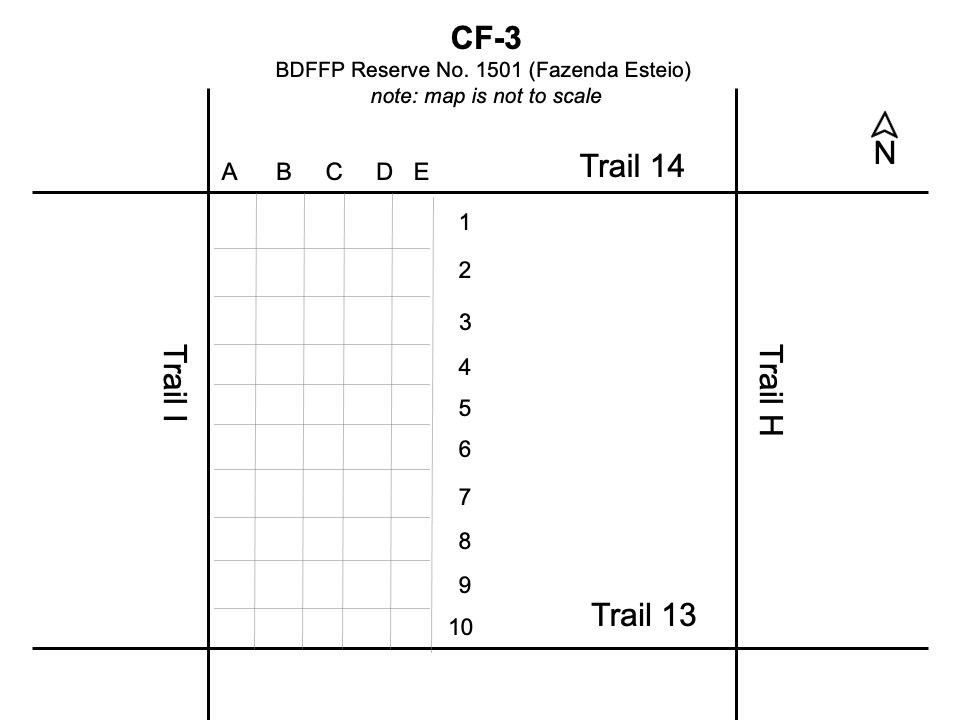 CF-3
BDFFP Reserve No. 1501 (Fazenda Esteio)
note: map is not to scale
N
Trail 14
A B C D E
1
2
3
4
5
6
7
8
9
10
Trail I
Trail H
Trail 13